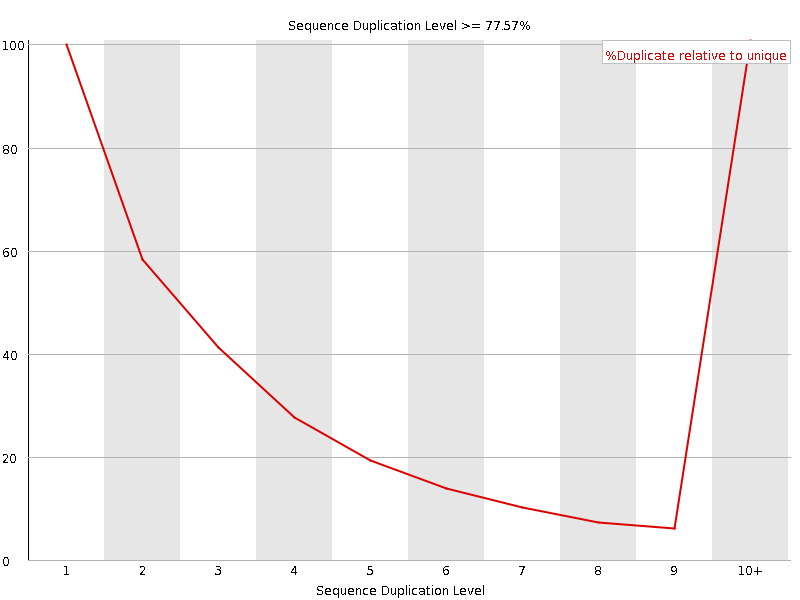 Sequence Duplication Level >= 77.57%
%Duplicate relative to unique
100
80
60
40
20
0
1 2 3 4 5 6 7 8 9 10+
Sequence Duplication Level